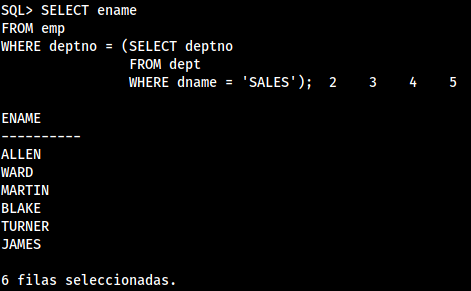 SQL> SELECT ename
FROM emp
WHERE deptno = (SELECT deptno
                FROM dept
                WHERE dname = 'SALES');  2    3    4    5

ENAME
----------
ALLEN
WARD
MARTIN
BLAKE
TURNER
JAMES

6 filas seleccionadas.